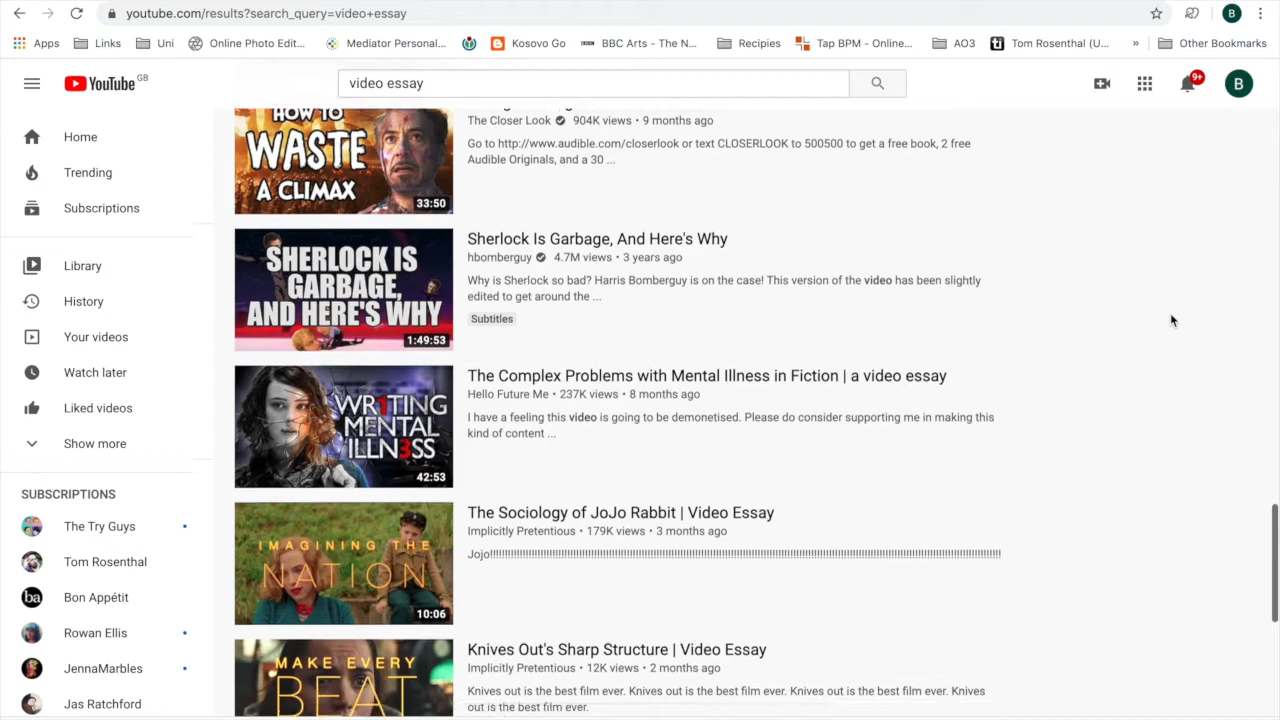 youtube.com/results?search_query=video+essay
B
Apps
Links
Uni
Online Photo Edit...
Mediator Personal...
Kosovo Go
BBC
BBC Arts - The N...
Recipies
Tap BPM - Online...
AO3
Tom Rosenthal (U...
»
Other Bookmarks
YouTube GB
video essay
9+
B
Home
Trending
Subscriptions
Library
History
Your videos
Watch later
Liked videos
Show more
SUBSCRIPTIONS
The Try Guys
Tom Rosenthal
ba
Bon Appétit
Rowan Ellis
JennaMarbles
Jas Ratchford
HOW TO
WASTE
A CLIMAX
33:50
The Closer Look 904K views • 9 months ago
Go to http://www.audible.com/closerlook or text CLOSERLOOK to 500500 to get a free book, 2 free
Audible Originals, and a 30 ...
SHERLOCK IS
GARBAGE,
AND HERE'S WHY
1:49:53
Sherlock Is Garbage, And Here's Why
hbomberguy 4.7M views • 3 years ago
Why is Sherlock so bad? Harris Bomberguy is on the case! This version of the video has been slightly
edited to get around the ...
Subtitles
WR1TING
MENTAL
ILLN3SS
42:53
The Complex Problems with Mental Illness in Fiction | a video essay
Hello Future Me • 237K views • 8 months ago
I have a feeling this video is going to be demonetised. Please do consider supporting me in making this
kind of content ...
IMAGINING THE
NATION
10:06
The Sociology of JoJo Rabbit | Video Essay
Implicitly Pretentious • 179K views • 3 months ago
Jojo!!!!!!!!!!!!!!!!!!!!!!!!!!!!!!!!!!!!!!!!!!!!!!!!!!!!!!!!!!!!!!!!!!!!!!!!!!!!!!!!!!!!!!!!!!!!!!!!!!!!!!!!!!!!!!!!!!!!!!!!!!!!!!!!!!!!!!!!!!!!!!!!!!!!!!!!
MAKE EVERY
BEAT
Knives Out's Sharp Structure | Video Essay
Implicitly Pretentious • 12K views • 2 months ago
Knives out is the best film ever. Knives out is the best film ever. Knives out is the best film ever. Knives
out is the best film ever.